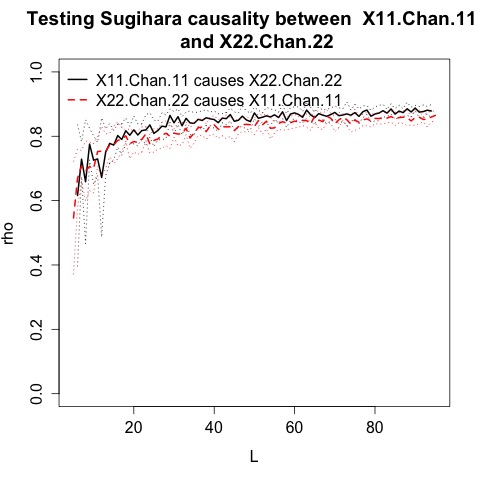 Testing Sugihara causality between  X11.Chan.11
and X22.Chan.22
X11.Chan.11 causes X22.Chan.22
X22.Chan.22 causes X11.Chan.11
1.0
0.8
0.6
0.4
0.2
0.0
rho
20 40 60 80
L